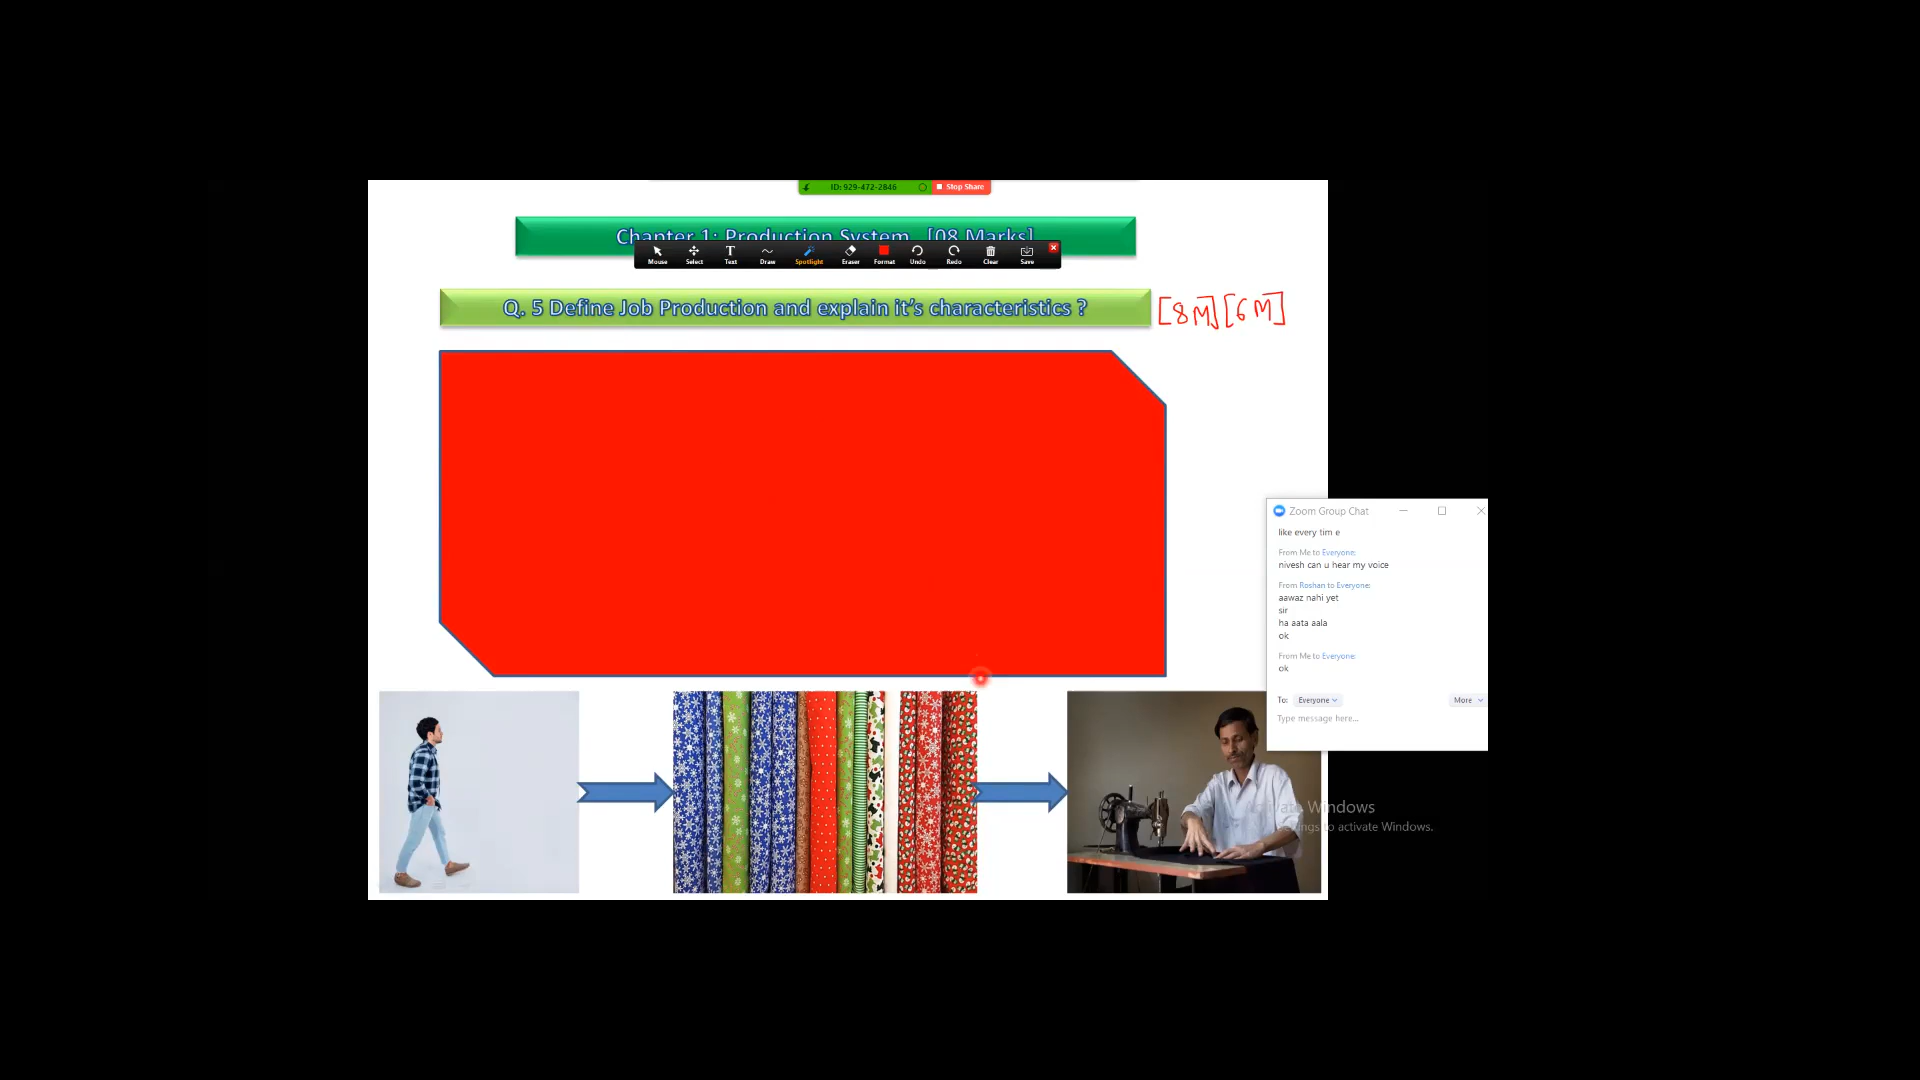 ID: 929-472-2846 Stop Share
Chapter 1: Production System [08 Marks]
Mouse Select Text Draw Spotlight Eraser Format Undo Redo Clear Save
Q. 5 Define Job Production and explain it's characteristics ? [8M] [6M]
Zoom Group Chat
like every tim e
From Me to Everyone:
nivesh can u hear my voice
From Roshan to Everyone:
aawaz nahi yet
sir
ha aata aala
ok
From Me to Everyone:
ok
To: Everyone More
Type message here...
Windows
to activate Windows.